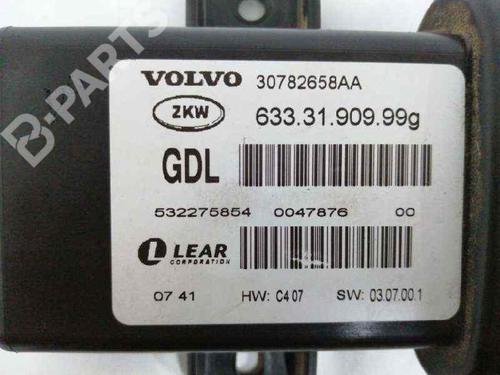 VOLVO 30782658AA
ZKW 633.31.909.99g
GDL
532275854 0047876 00
LEAR
CORPORATION
07 41 HW: C4 07 SW: 03.07.00.1
B-PARTS
B-PARTS